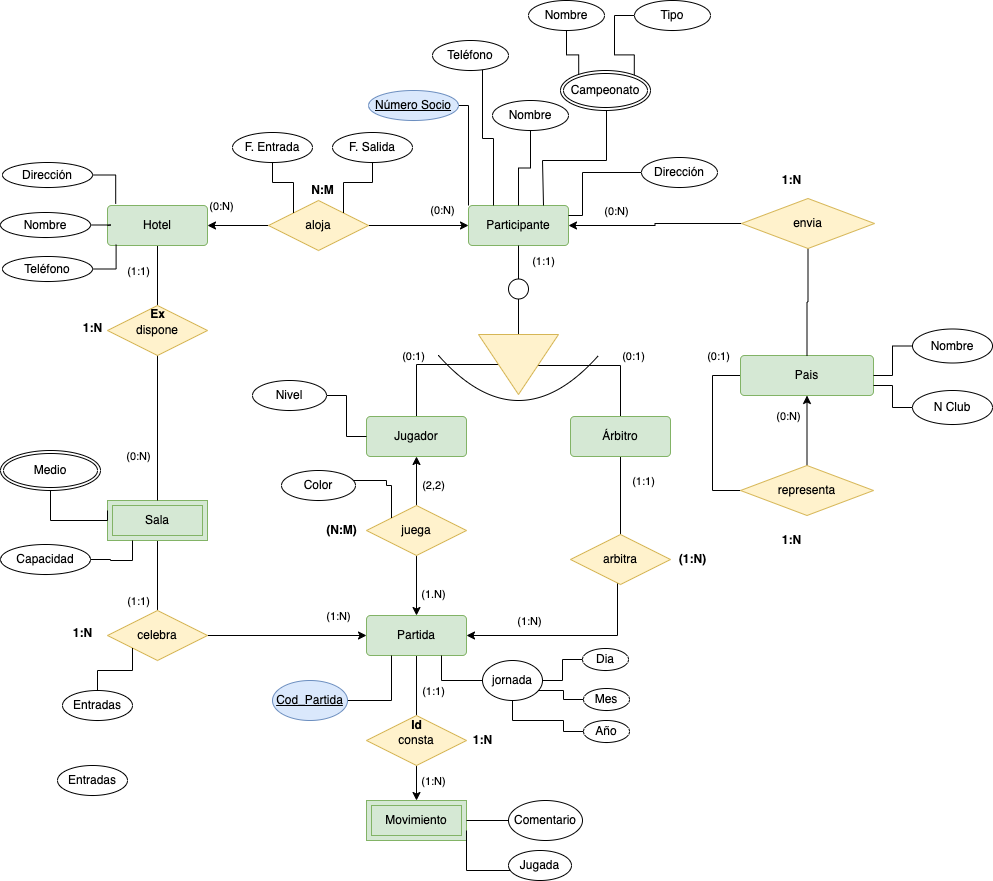 Nombre
Tipo
Teléfono
Campeonato
Número Socio
Nombre
F. Entrada
F. Salida
Dirección
Dirección
N:M
1:N
(0:N)
(0:N)
(0:N)
Hotel
aloja
Participante
envia
Nombre
Teléfono
(1:1)
(1:1)
Ex
1:N
dispone
(0:1)
(0:1)
(0:1)
Nombre
Pais
Nivel
N Club
(0:N)
Jugador
Árbitro
(0:N)
Medio
Color
(2,2)
(1:1)
representa
Sala
(N:M)
juega
1:N
Capacidad
arbitra
(1:N)
(1:1)
(1.N)
(1:N)
(1:N)
1:N
celebra
Partida
Dia
jornada
(1:1)
Cod_Partida
Mes
Entradas
Id
Año
consta
1:N
Entradas
(1:N)
Movimiento
Comentario
Jugada